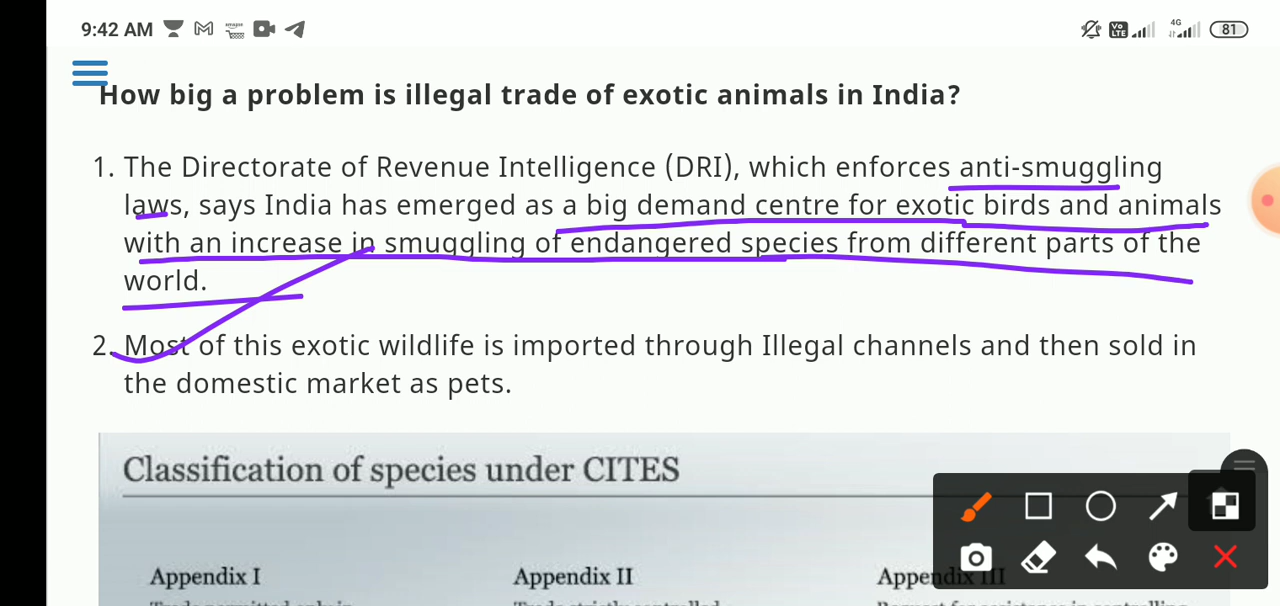 9:42 AM
4G
Vo
LTE
81
How big a problem is illegal trade of exotic animals in India?
1. The Directorate of Revenue Intelligence (DRI), which enforces anti-smuggling
laws, says India has emerged as a big demand centre for exotic birds and animals
with an increase in smuggling of endangered species from different parts of the
world.
2. Most of this exotic wildlife is imported through Illegal channels and then sold in
the domestic market as pets.
Classification of species under CITES
Appendix I
Appendix II
Appendix III